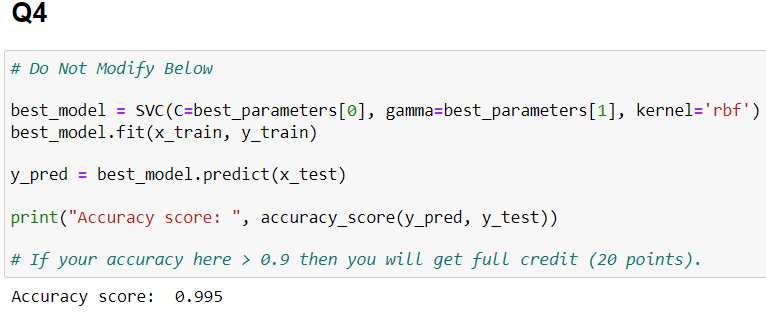 Q4
# Do Not Modify Below
best_model = SVC(C=best_parameters[0], gamma=best_parameters[1], kernel='rbf')
best_model.fit(x_train, y_train)
y_pred = best_model.predict(x_test)
print("Accuracy score: ", accuracy_score(y_pred, y_test))
# If your accuracy here > 0.9 then you will get full credit (20 points).
Accuracy score:  0.995